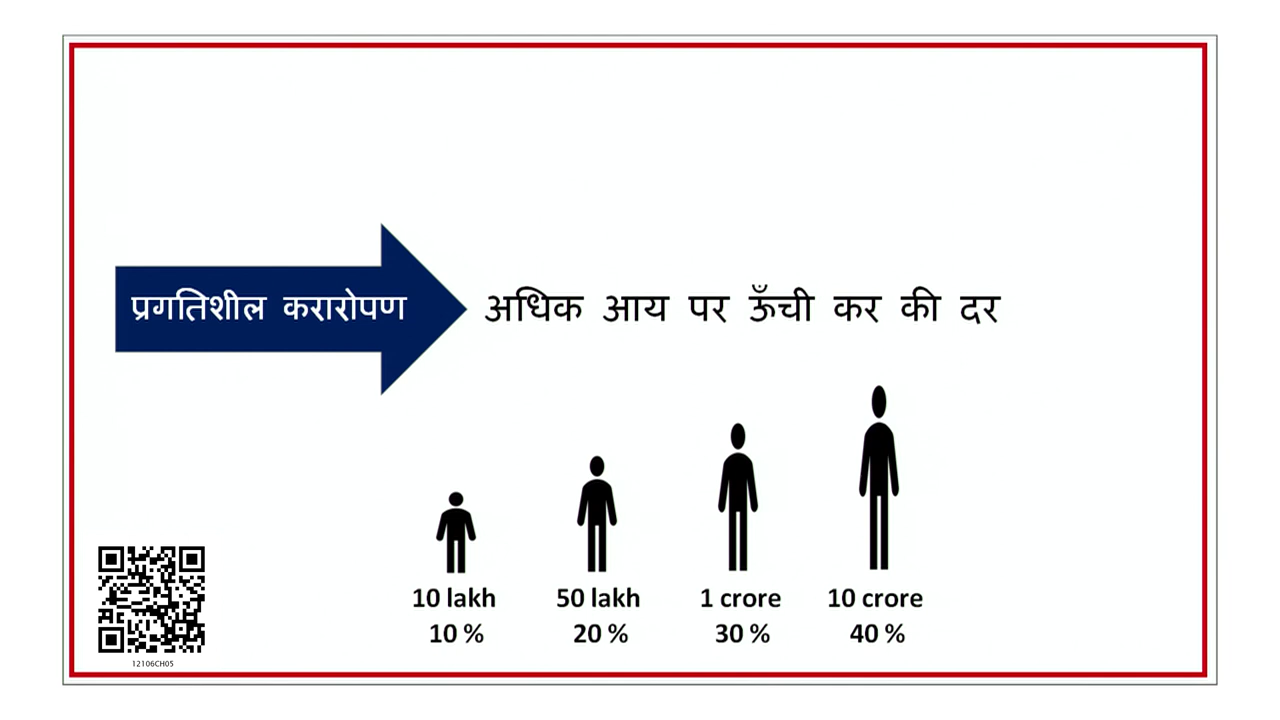 प्रगतिशील करारोपण
अधिक आय पर ऊँची कर की दर
10 lakh 50 lakh 1 crore 10 crore
10 % 20 % 30 % 40 %
12106CH05